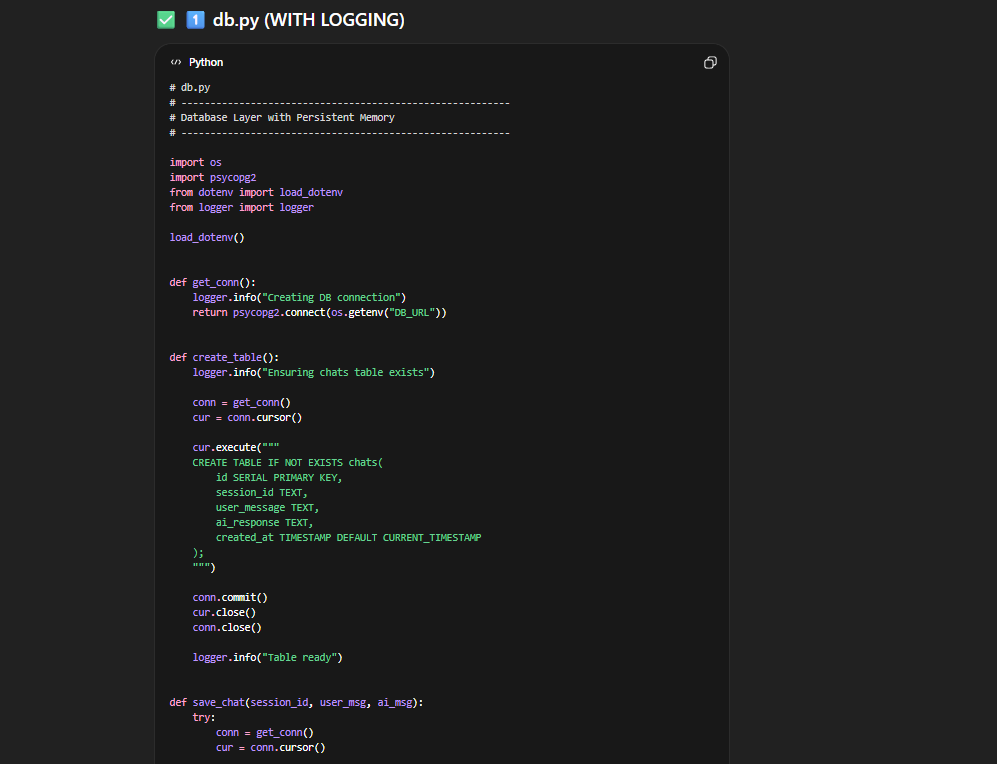 ✅ 1️⃣ db.py (WITH LOGGING)
</> Python
# db.py
# ---------------------------------------------------------
# Database Layer with Persistent Memory
# ---------------------------------------------------------
import os
import psycopg2
from dotenv import load_dotenv
from logger import logger
load_dotenv()
def get_conn():
    logger.info("Creating DB connection")
    return psycopg2.connect(os.getenv("DB_URL"))
def create_table():
    logger.info("Ensuring chats table exists")
    conn = get_conn()
    cur = conn.cursor()
    cur.execute("""
    CREATE TABLE IF NOT EXISTS chats(
        id SERIAL PRIMARY KEY,
        session_id TEXT,
        user_message TEXT,
        ai_response TEXT,
        created_at TIMESTAMP DEFAULT CURRENT_TIMESTAMP
    );
    """)
    conn.commit()
    cur.close()
    conn.close()
    logger.info("Table ready")
def save_chat(session_id, user_msg, ai_msg):
    try:
        conn = get_conn()
        cur = conn.cursor()